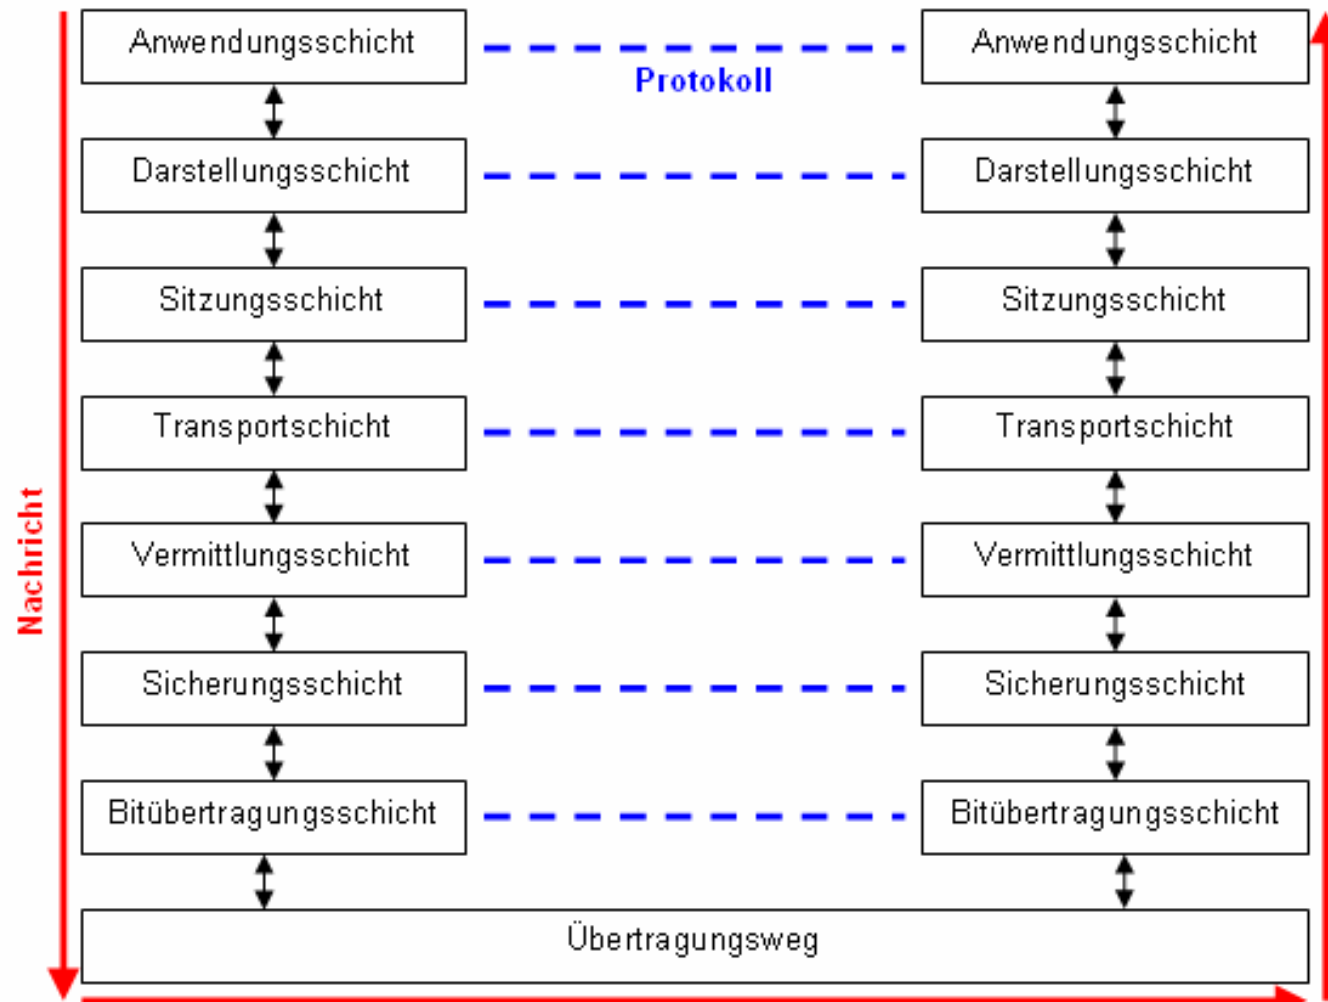 Anwendungsschicht
Anwendungsschicht
Protokoll
Darstellungsschicht
Darstellungsschicht
Sitzungsschicht
Sitzungsschicht
Transportschicht
Transportschicht
Nachricht
Vermittlungsschicht
Vermittlungsschicht
Sicherungsschicht
Sicherungsschicht
Bitübertragungsschicht
Bitübertragungsschicht
Übertragungsweg